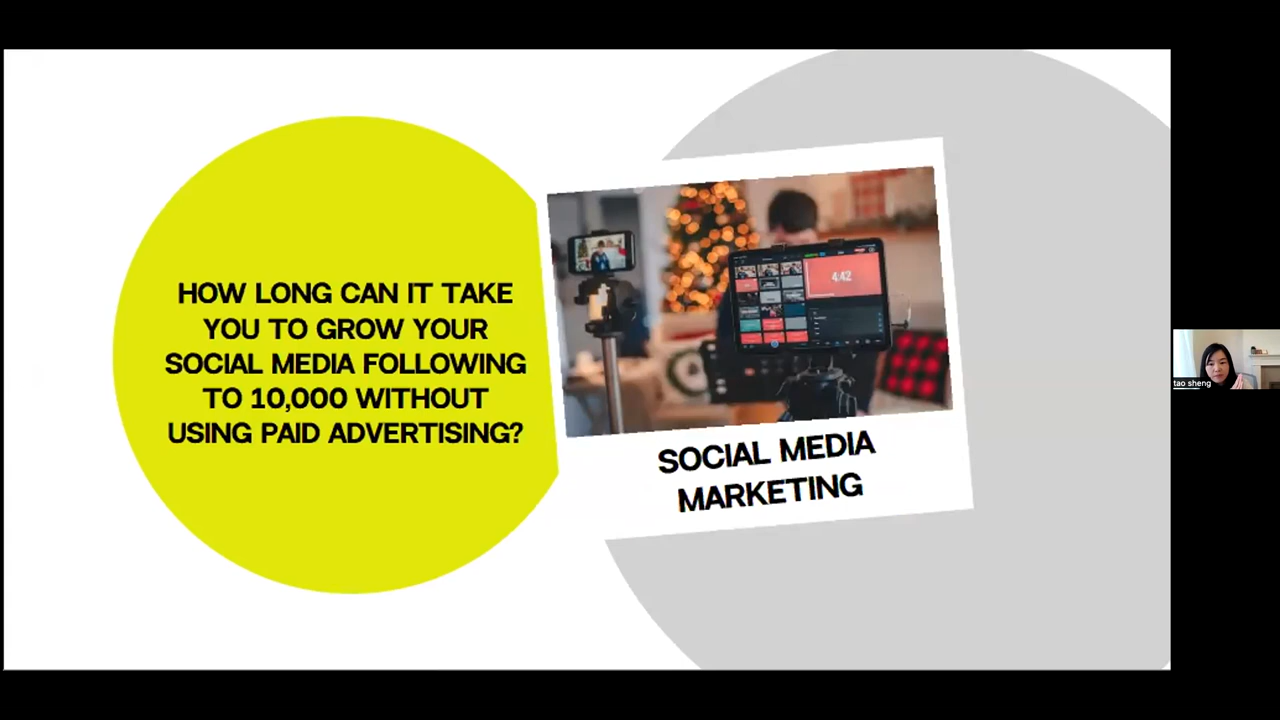 HOW LONG CAN IT TAKE
YOU TO GROW YOUR
SOCIAL MEDIA FOLLOWING
TO 10,000 WITHOUT
USING PAID ADVERTISING?
4:42
SOCIAL MEDIA
MARKETING
tao sheng